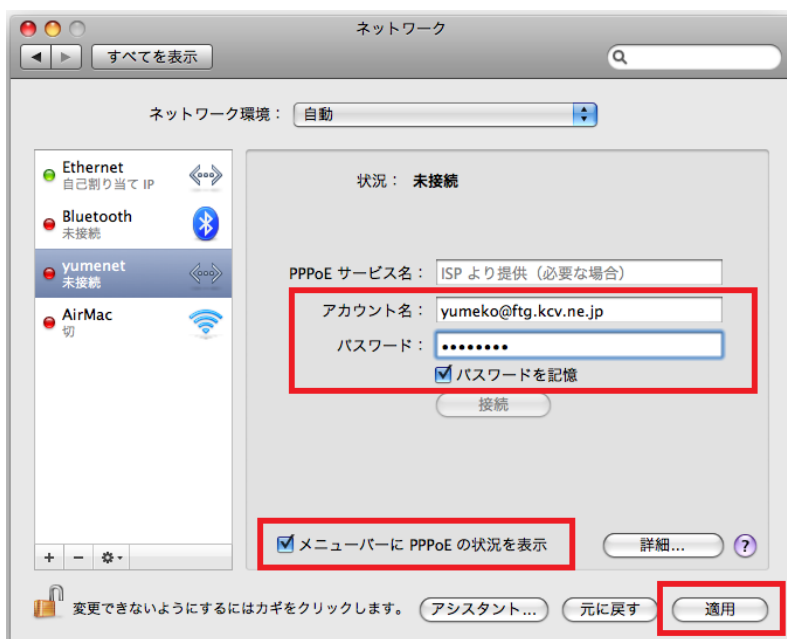 ネットワーク
すべてを表示
ネットワーク環境： 自動
Ethernet
自己割り当て IP
Bluetooth
未接続
yumenet
未接続
AirMac
切
状況： 未接続
PPPoE サービス名： ISP より提供（必要な場合）
アカウント名： yumeko@ftg.kcv.ne.jp
パスワード： ••••••••
パスワードを記憶
接続
メニューバーに PPPoE の状況を表示
詳細... ?
変更できないようにするにはカギをクリックします。 アシスタント... 元に戻す 適用